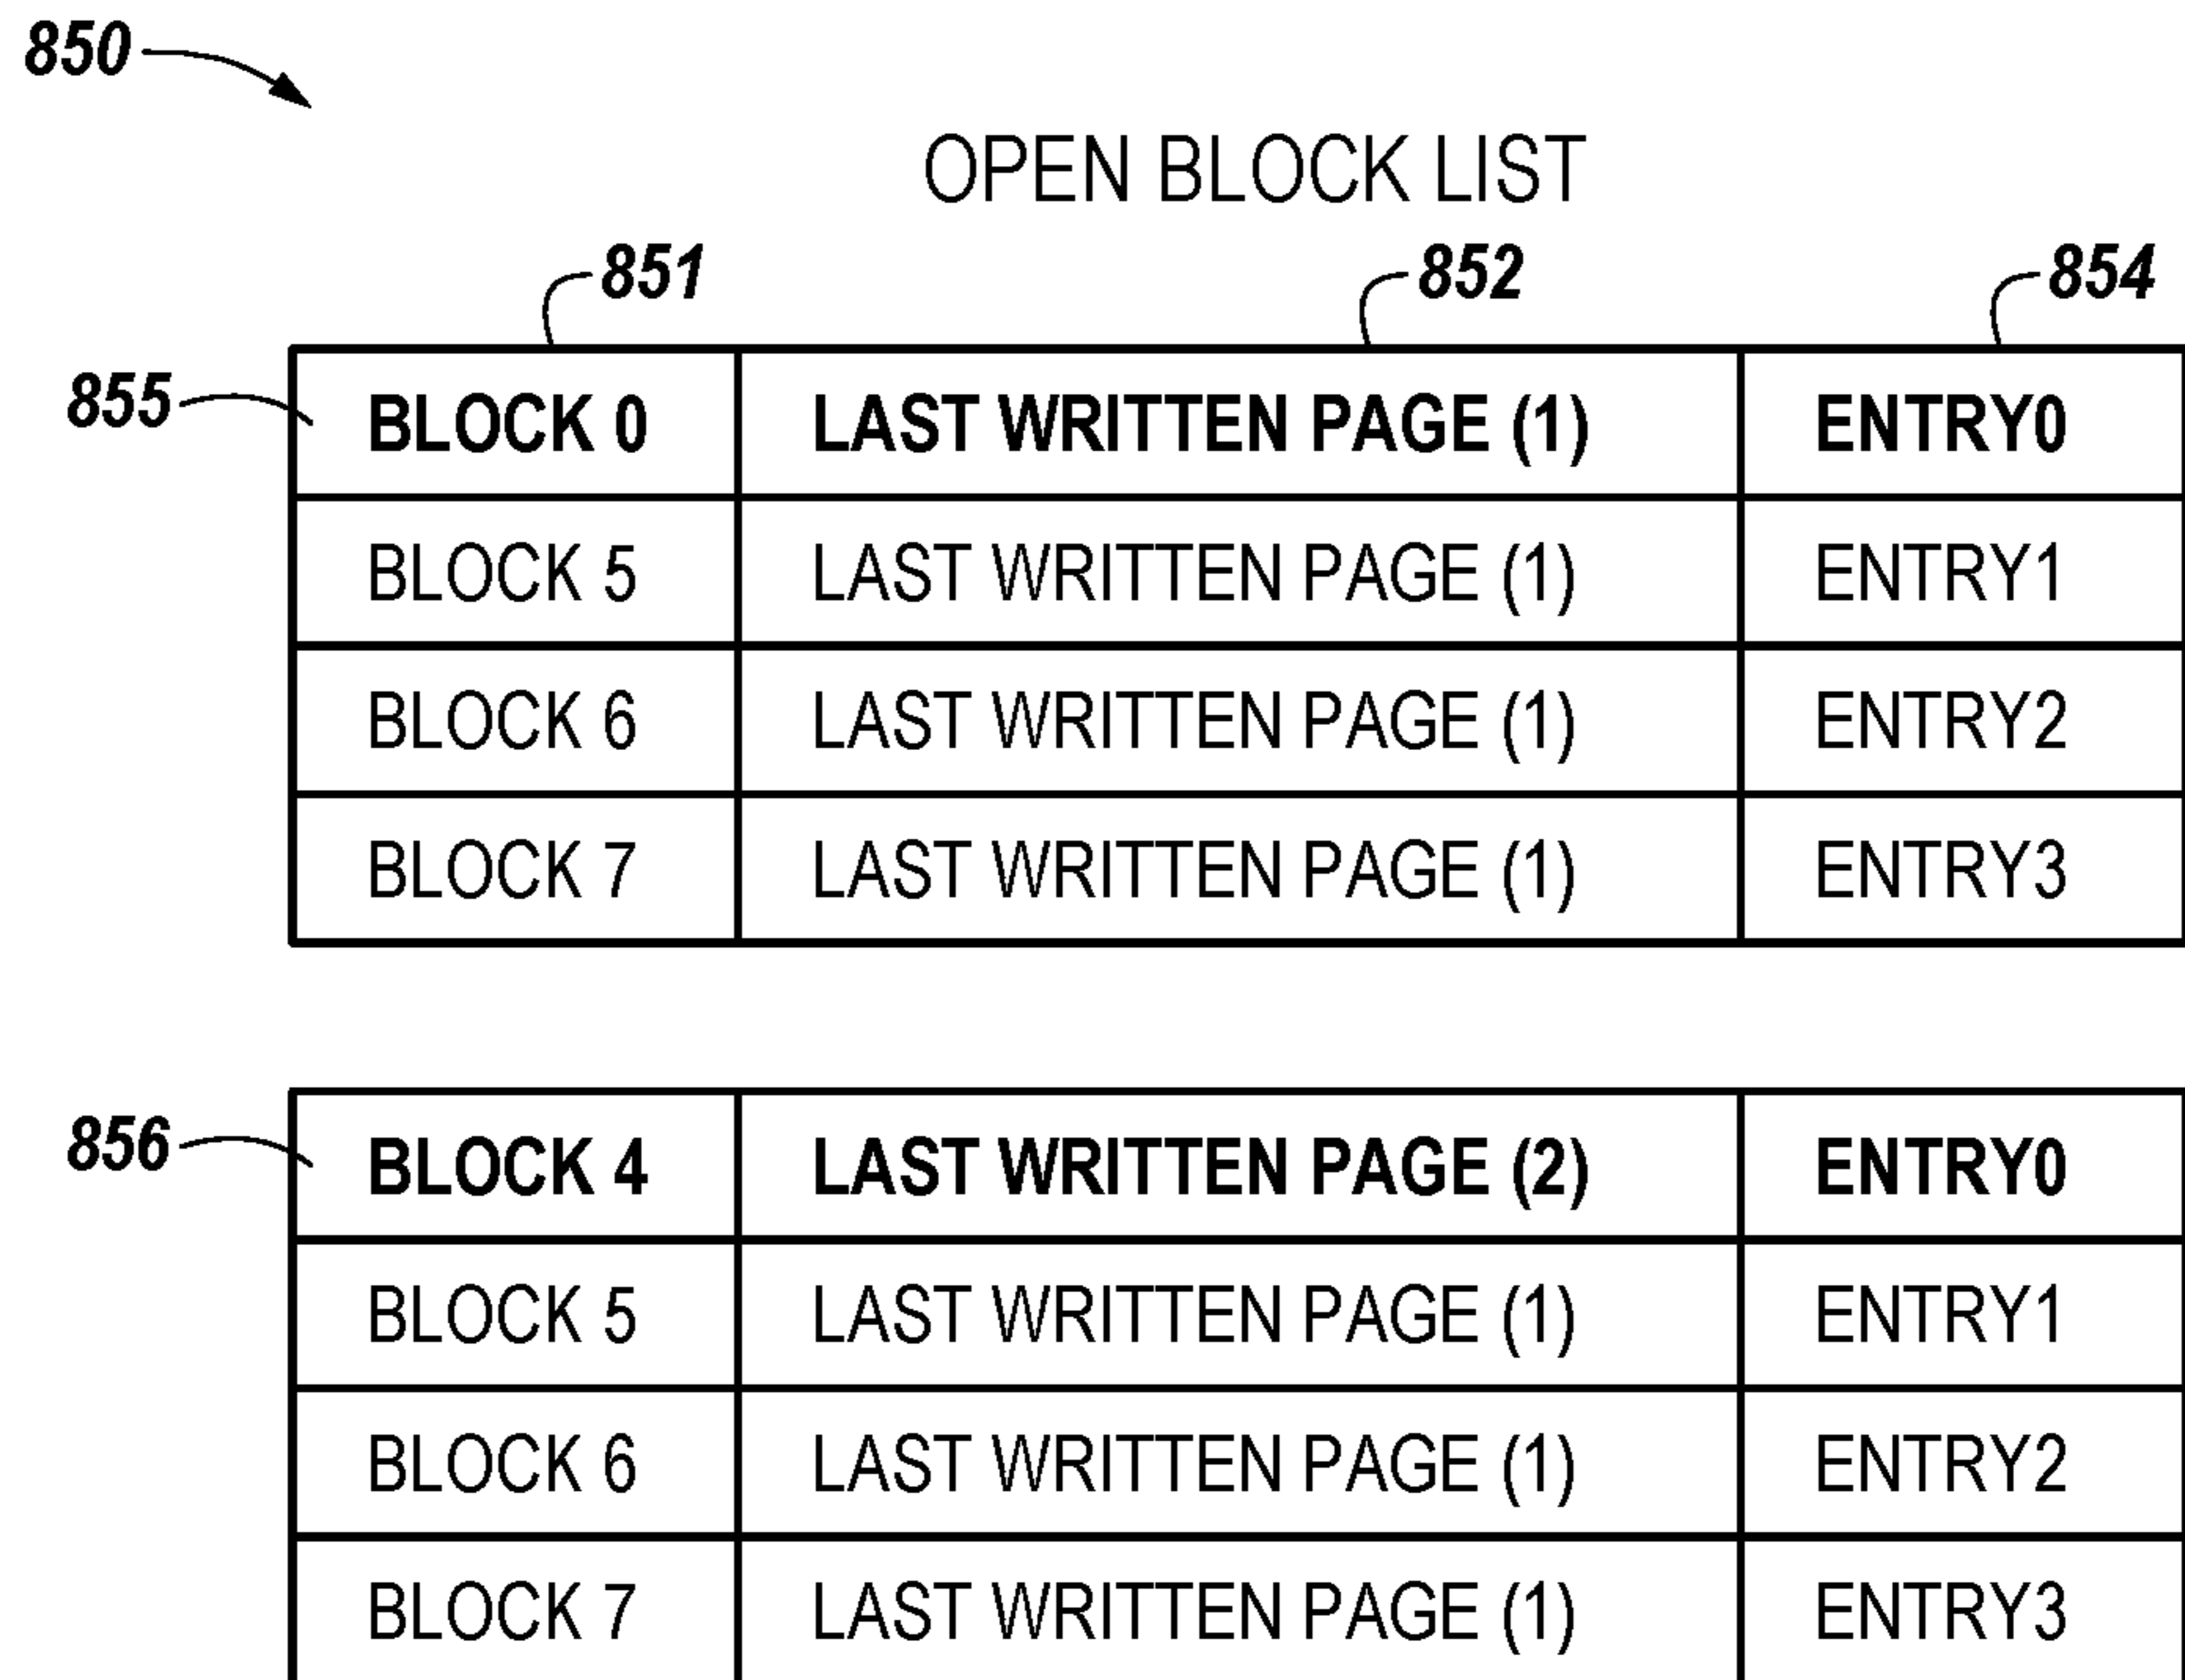 850
OPEN BLOCK LIST
851 852 854
855 BLOCK 0 LAST WRITTEN PAGE (1) ENTRY0
BLOCK 5 LAST WRITTEN PAGE (1) ENTRY1
BLOCK 6 LAST WRITTEN PAGE (1) ENTRY2
BLOCK 7 LAST WRITTEN PAGE (1) ENTRY3
856 BLOCK 4 LAST WRITTEN PAGE (2) ENTRY0
BLOCK 5 LAST WRITTEN PAGE (1) ENTRY1
BLOCK 6 LAST WRITTEN PAGE (1) ENTRY2
BLOCK 7 LAST WRITTEN PAGE (1) ENTRY3